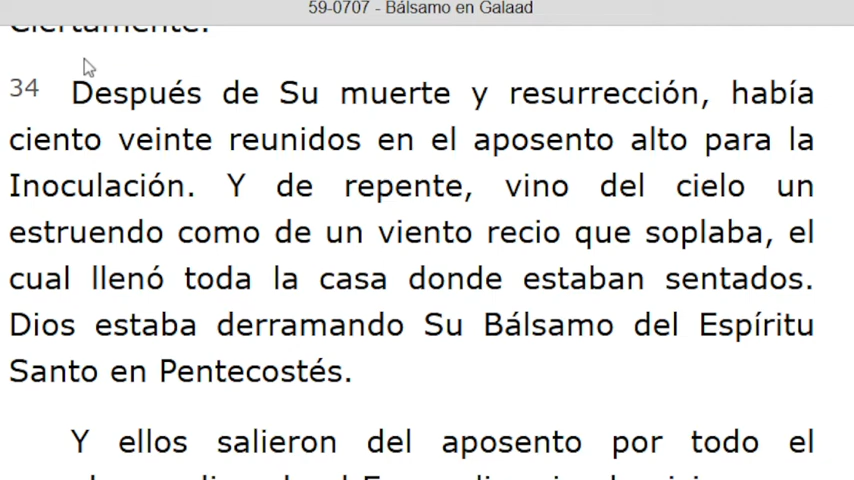 59-0707 - Bálsamo en Galaad
Ciertamente.
34 Después de Su muerte y resurrección, había
ciento veinte reunidos en el aposento alto para la
Inoculación. Y de repente, vino del cielo un
estruendo como de un viento recio que soplaba, el
cual llenó toda la casa donde estaban sentados.
Dios estaba derramando Su Bálsamo del Espíritu
Santo en Pentecostés.
Y ellos salieron del aposento por todo el